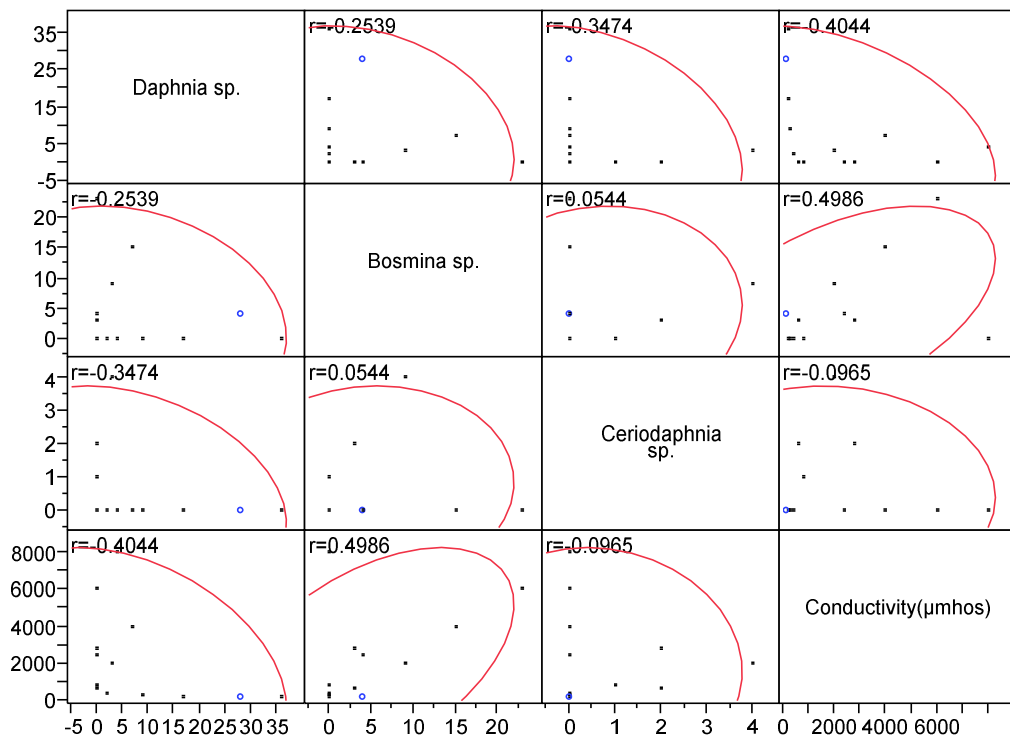 35
25
15
5
-5
Daphnia sp.
r=-0.2539
r=-0.3474
r=-0.4044
20
15
10
5
0
r=-0.2539
Bosmina sp.
r=0.0544
r=0.4986
4
3
2
1
0
r=-0.3474
r=0.0544
Ceriodaphnia
sp.
r=-0.0965
8000
6000
4000
2000
0
r=-0.4044
r=0.4986
r=-0.0965
Conductivity(µmhos)
-5 0 5 10 15 20 25 30 35
0 5 10 15 20
0 1 2 3 4
0 2000 4000 6000